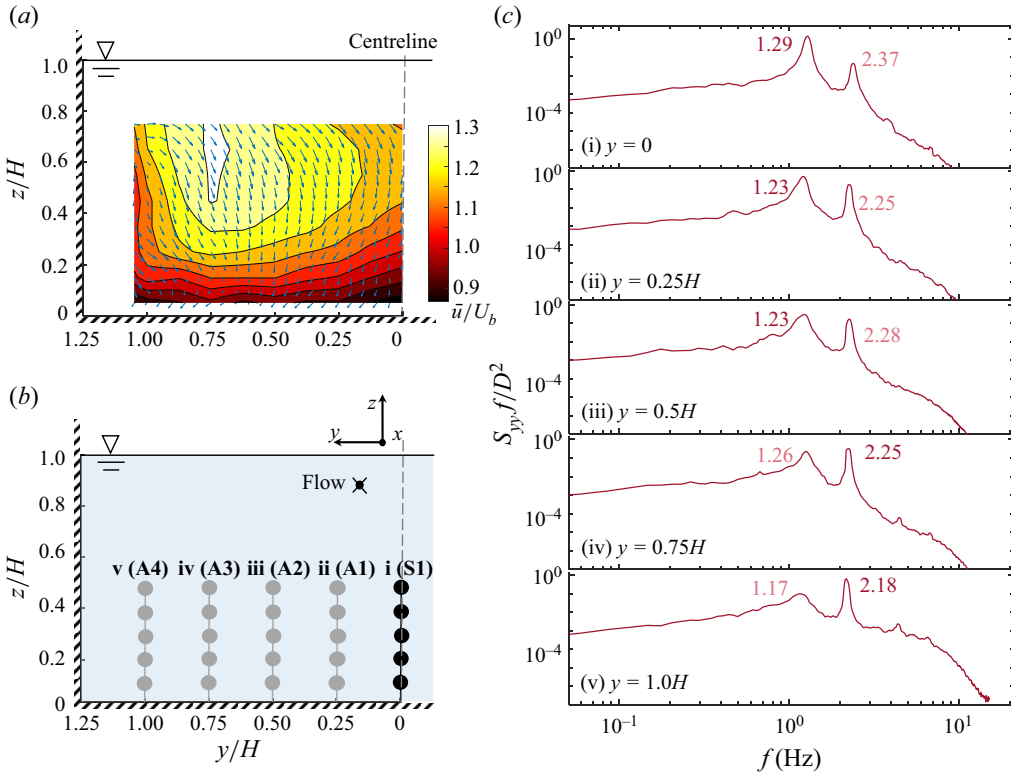 (a)
Centreline
1.0
0.8
0.6
0.4
0.2
0
z/H
1.25 1.00 0.75 0.50 0.25 0
1.3
1.2
1.1
1.0
0.9
ū/U_b
(b)
z
y x
Flow
1.0
0.8
0.6
0.4
0.2
0
z/H
v (A4) iv (A3) iii (A2) ii (A1) i (S1)
1.25 1.00 0.75 0.50 0.25 0
y/H
(c)
10^0
10^−4
1.29
2.37
(i) y = 0
10^0
10^−4
1.23
2.25
(ii) y = 0.25H
10^0
10^−4
1.23
2.28
(iii) y = 0.5H
10^0
10^−4
1.26
2.25
(iv) y = 0.75H
10^0
10^−4
1.17
2.18
(v) y = 1.0H
S_yy f/D^2
10^−1 10^0 10^1
f (Hz)